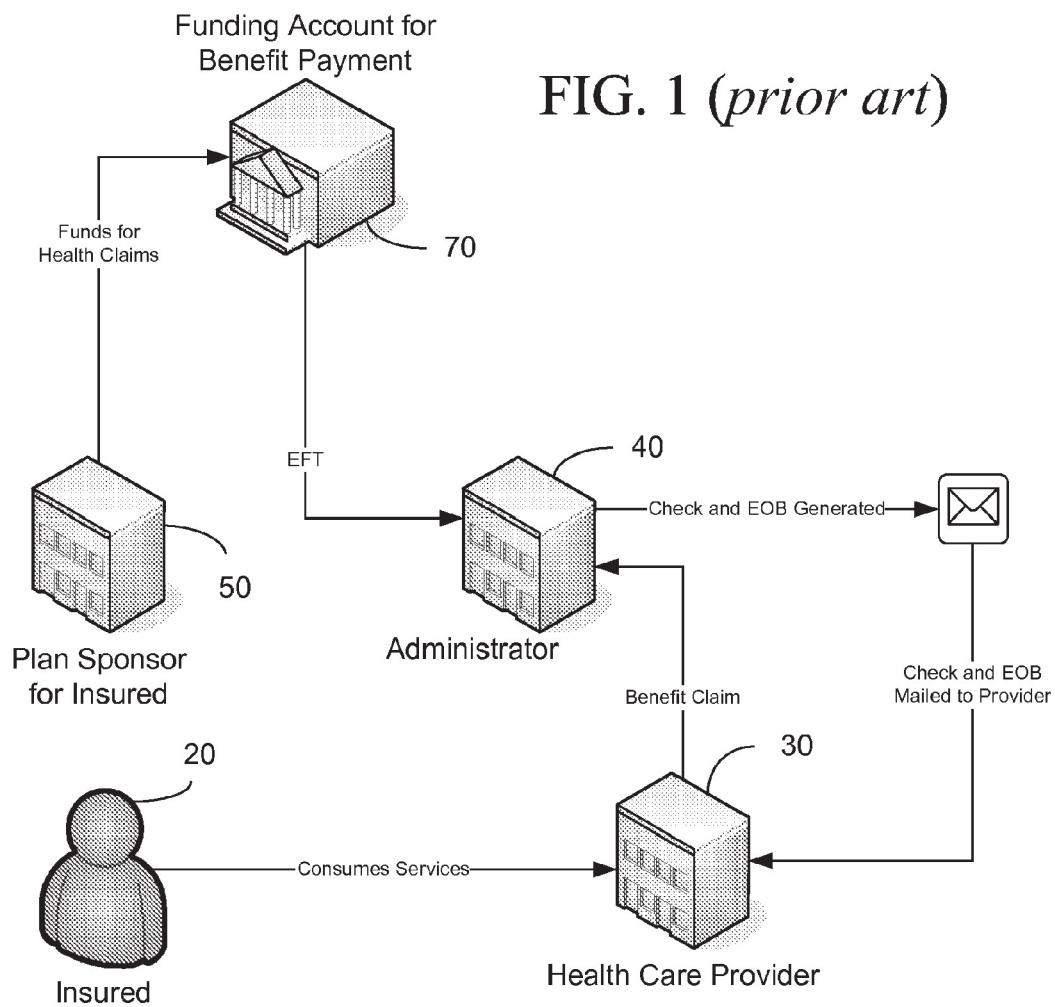 Funding Account for
Benefit Payment
FIG. 1 (prior art)
70
Funds for
Health Claims
EFT
40
Check and EOB Generated
50
Plan Sponsor
for Insured
Administrator
Benefit Claim
Check and EOB
Mailed to Provider
20
30
Consumes Services
Insured
Health Care Provider